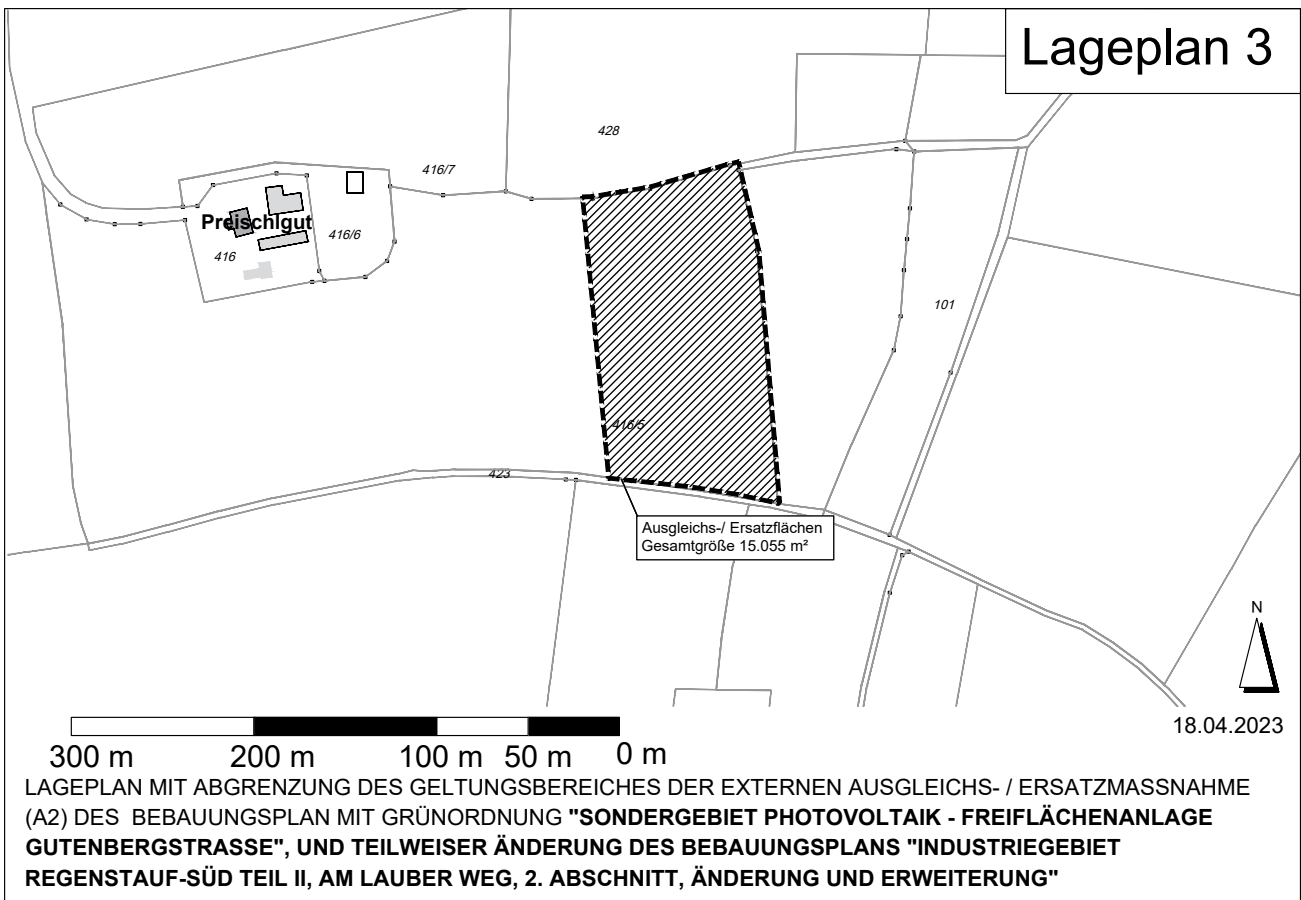 Lageplan 3
428
416/7
Preischlgut
416/6
416
101
416/5
423
Ausgleichs-/ Ersatzflächen
Gesamtgröße 15.055 m²
N
18.04.2023
300 m 200 m 100 m 50 m 0 m
LAGEPLAN MIT ABGRENZUNG DES GELTUNGSBEREICHES DER EXTERNEN AUSGLEICHS- / ERSATZMASSNAHME
(A2) DES BEBAUUNGSPLAN MIT GRÜNORDNUNG "SONDERGEBIET PHOTOVOLTAIK - FREIFLÄCHENANLAGE
GUTENBERGSTRASSE", UND TEILWEISER ÄNDERUNG DES BEBAUUNGSPLANS "INDUSTRIEGEBIET
REGENSTAUF-SÜD TEIL II, AM LAUBER WEG, 2. ABSCHNITT, ÄNDERUNG UND ERWEITERUNG"